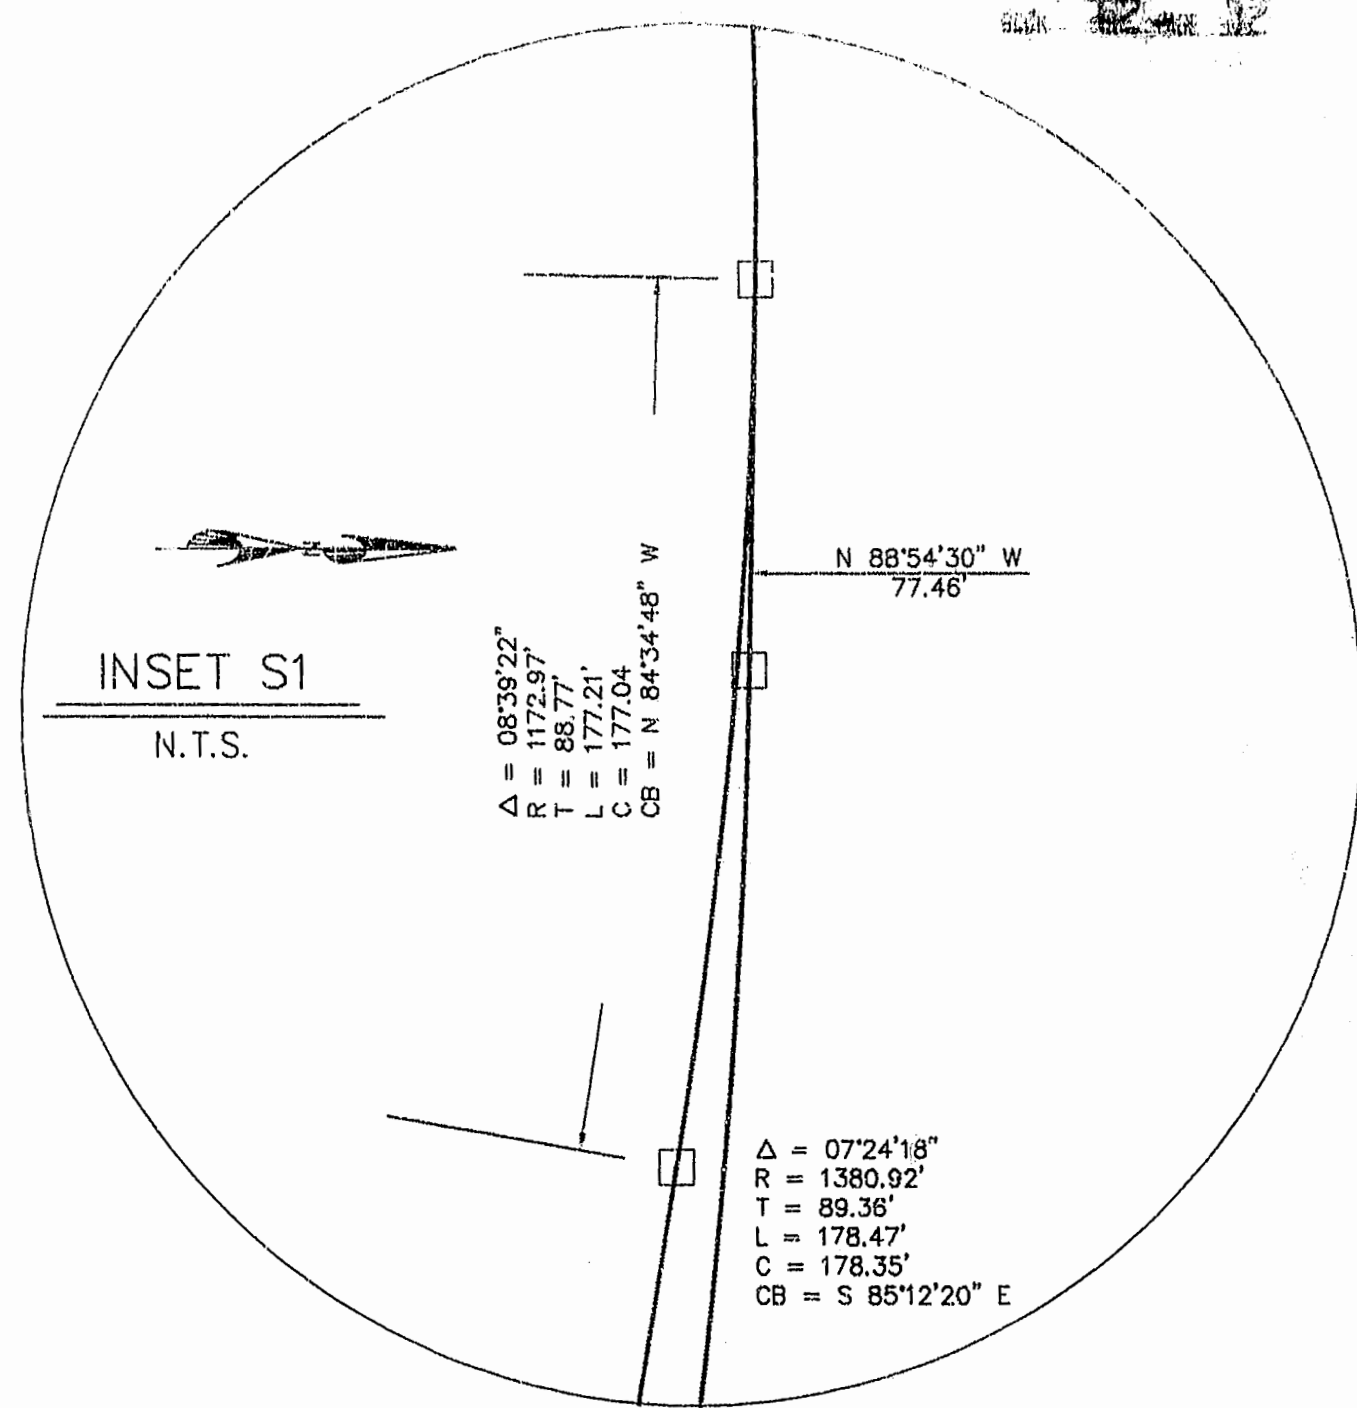 N 88°54'30" W
77.46'
INSET S1
N.T.S.
Δ = 08°39'22"
R = 1172.97'
T = 88.77'
L = 177.21'
C = 177.04
CB = N 84°34'48" W
Δ = 07°24'18"
R = 1380.92'
T = 89.36'
L = 178.47'
C = 178.35'
CB = S 85°12'20" E